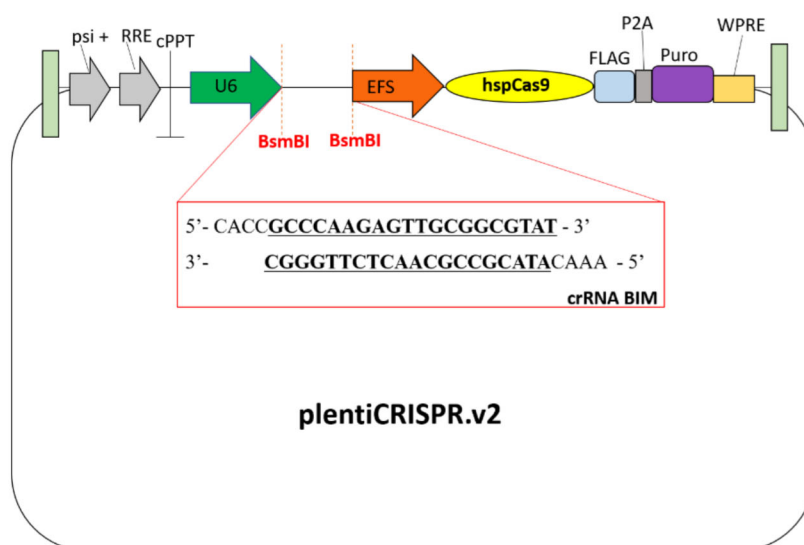 psi +
RRE
cPPT
P2A
WPRE
FLAG
Puro
U6
EFS
hspCas9
BsmBI
BsmBI
5'- CACCGCCCAAGAGTTGCGGCGTAT - 3'
3'- CGGGTTCTCAACGCCGCATACAAA - 5'
crRNA BIM
plentiCRISPR.v2